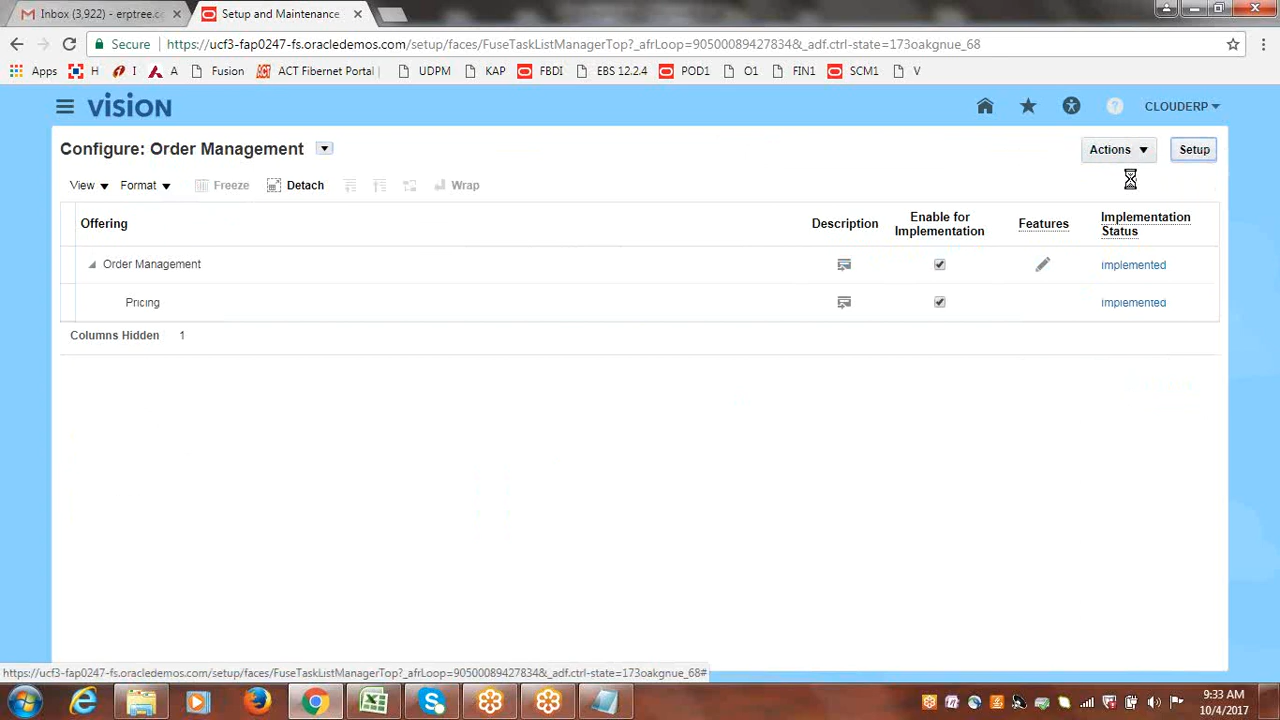 Inbox (3,922) - erptree.c
Setup and Maintenance
Secure
https://ucf3-fap0247-fs.oracledemos.com/setup/faces/FuseTaskListManagerTop?_afrLoop=90500089427834&_adf.ctrl-state=173oakgnue_68
Apps H I A Fusion ACT Fibernet Portal | UDPM KAP FBDI EBS 12.2.4 POD1 O1 FIN1 SCM1 V
VISION
CLOUDERP
Configure: Order Management
Actions
Setup
View Format Freeze Detach Wrap
Offering Description Enable for Implementation Features Implementation Status
Order Management implemented
Pricing implemented
Columns Hidden 1
https://ucf3-fap0247-fs.oracledemos.com/setup/faces/FuseTaskListManagerTop?_afrLoop=90500089427834&_adf.ctrl-state=173oakgnue_68#
9:33 AM
10/4/2017